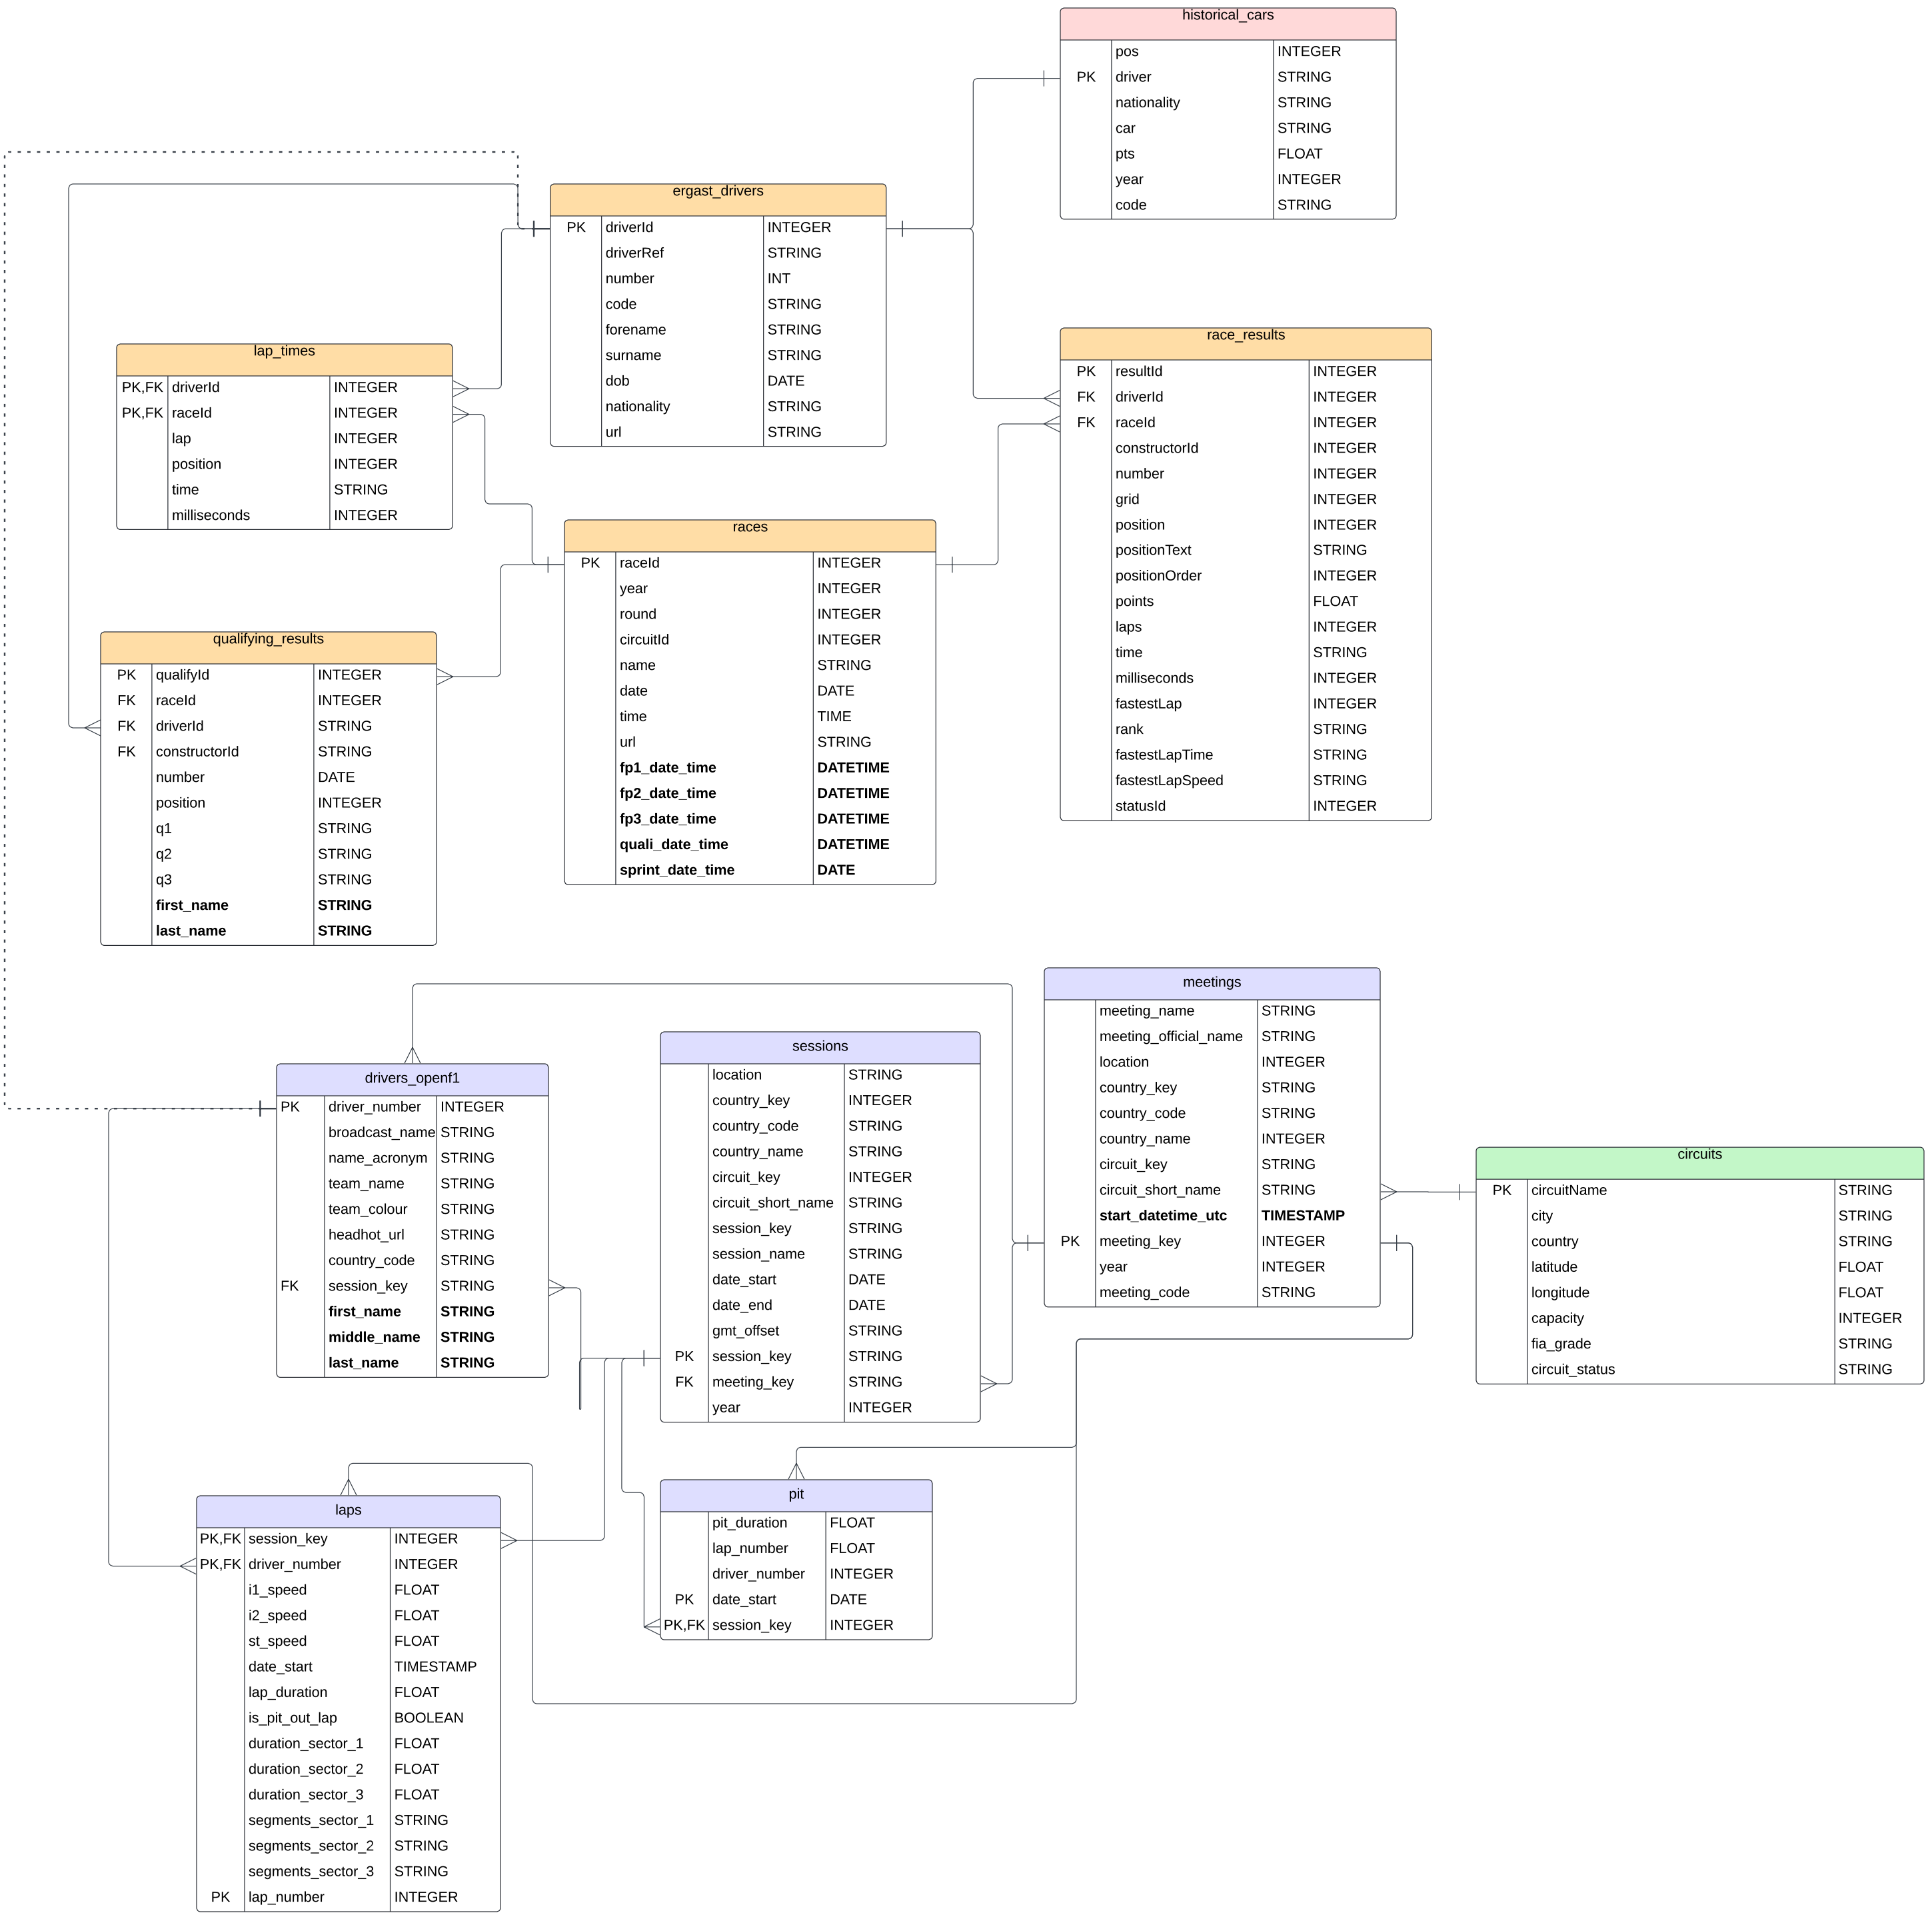 historical_cars
pos INTEGER
PK driver STRING
nationality STRING
car STRING
pts FLOAT
year INTEGER
code STRING
ergast_drivers
PK driverId INTEGER
driverRef STRING
number INT
code STRING
forename STRING
surname STRING
dob DATE
nationality STRING
url STRING
race_results
PK resultId INTEGER
FK driverId INTEGER
FK raceId INTEGER
constructorId INTEGER
number INTEGER
grid INTEGER
position INTEGER
positionText STRING
positionOrder INTEGER
points FLOAT
laps INTEGER
time STRING
milliseconds INTEGER
fastestLap INTEGER
rank STRING
fastestLapTime STRING
fastestLapSpeed STRING
statusId INTEGER
lap_times
PK,FK driverId INTEGER
PK,FK raceId INTEGER
lap INTEGER
position INTEGER
time STRING
milliseconds INTEGER
races
PK raceId INTEGER
year INTEGER
round INTEGER
circuitId INTEGER
name STRING
date DATE
time TIME
url STRING
fp1_date_time DATETIME
fp2_date_time DATETIME
fp3_date_time DATETIME
quali_date_time DATETIME
sprint_date_time DATE
qualifying_results
PK qualifyId INTEGER
FK raceId INTEGER
FK driverId STRING
FK constructorId STRING
number DATE
position INTEGER
q1 STRING
q2 STRING
q3 STRING
first_name STRING
last_name STRING
meetings
meeting_name STRING
meeting_official_name STRING
location INTEGER
country_key STRING
country_code STRING
country_name INTEGER
circuit_key STRING
circuit_short_name STRING
start_datetime_utc TIMESTAMP
PK meeting_key INTEGER
year INTEGER
meeting_code STRING
sessions
location STRING
country_key INTEGER
country_code STRING
country_name STRING
circuit_key INTEGER
circuit_short_name STRING
session_key STRING
session_name STRING
date_start DATE
date_end DATE
gmt_offset STRING
PK session_key STRING
FK meeting_key STRING
year INTEGER
drivers_openf1
PK driver_number INTEGER
broadcast_name STRING
name_acronym STRING
team_name STRING
team_colour STRING
headhot_url STRING
country_code STRING
FK session_key STRING
first_name STRING
middle_name STRING
last_name STRING
circuits
PK circuitName STRING
city STRING
country STRING
latitude FLOAT
longitude FLOAT
capacity INTEGER
fia_grade STRING
circuit_status STRING
pit
pit_duration FLOAT
lap_number FLOAT
driver_number INTEGER
PK date_start DATE
PK,FK session_key INTEGER
laps
PK,FK session_key INTEGER
PK,FK driver_number INTEGER
i1_speed FLOAT
i2_speed FLOAT
st_speed FLOAT
date_start TIMESTAMP
lap_duration FLOAT
is_pit_out_lap BOOLEAN
duration_sector_1 FLOAT
duration_sector_2 FLOAT
duration_sector_3 FLOAT
segments_sector_1 STRING
segments_sector_2 STRING
segments_sector_3 STRING
PK lap_number INTEGER